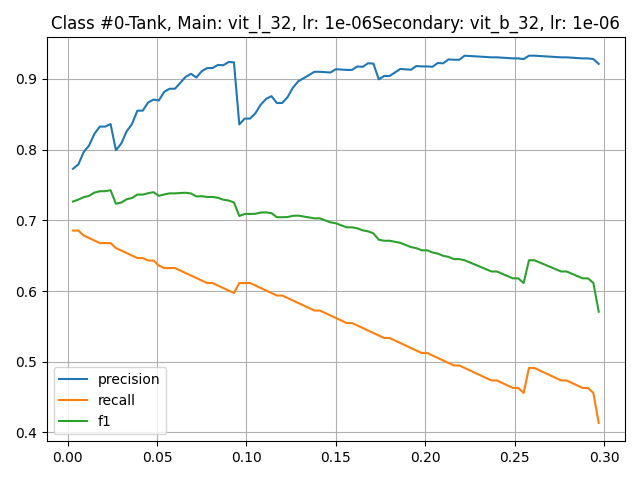 Class #0-Tank, Main: vit_l_32, lr: 1e-06Secondary: vit_b_32, lr: 1e-06
0.9
0.8
0.7
0.6
0.5
0.4
precision
recall
f1
0.00 0.05 0.10 0.15 0.20 0.25 0.30